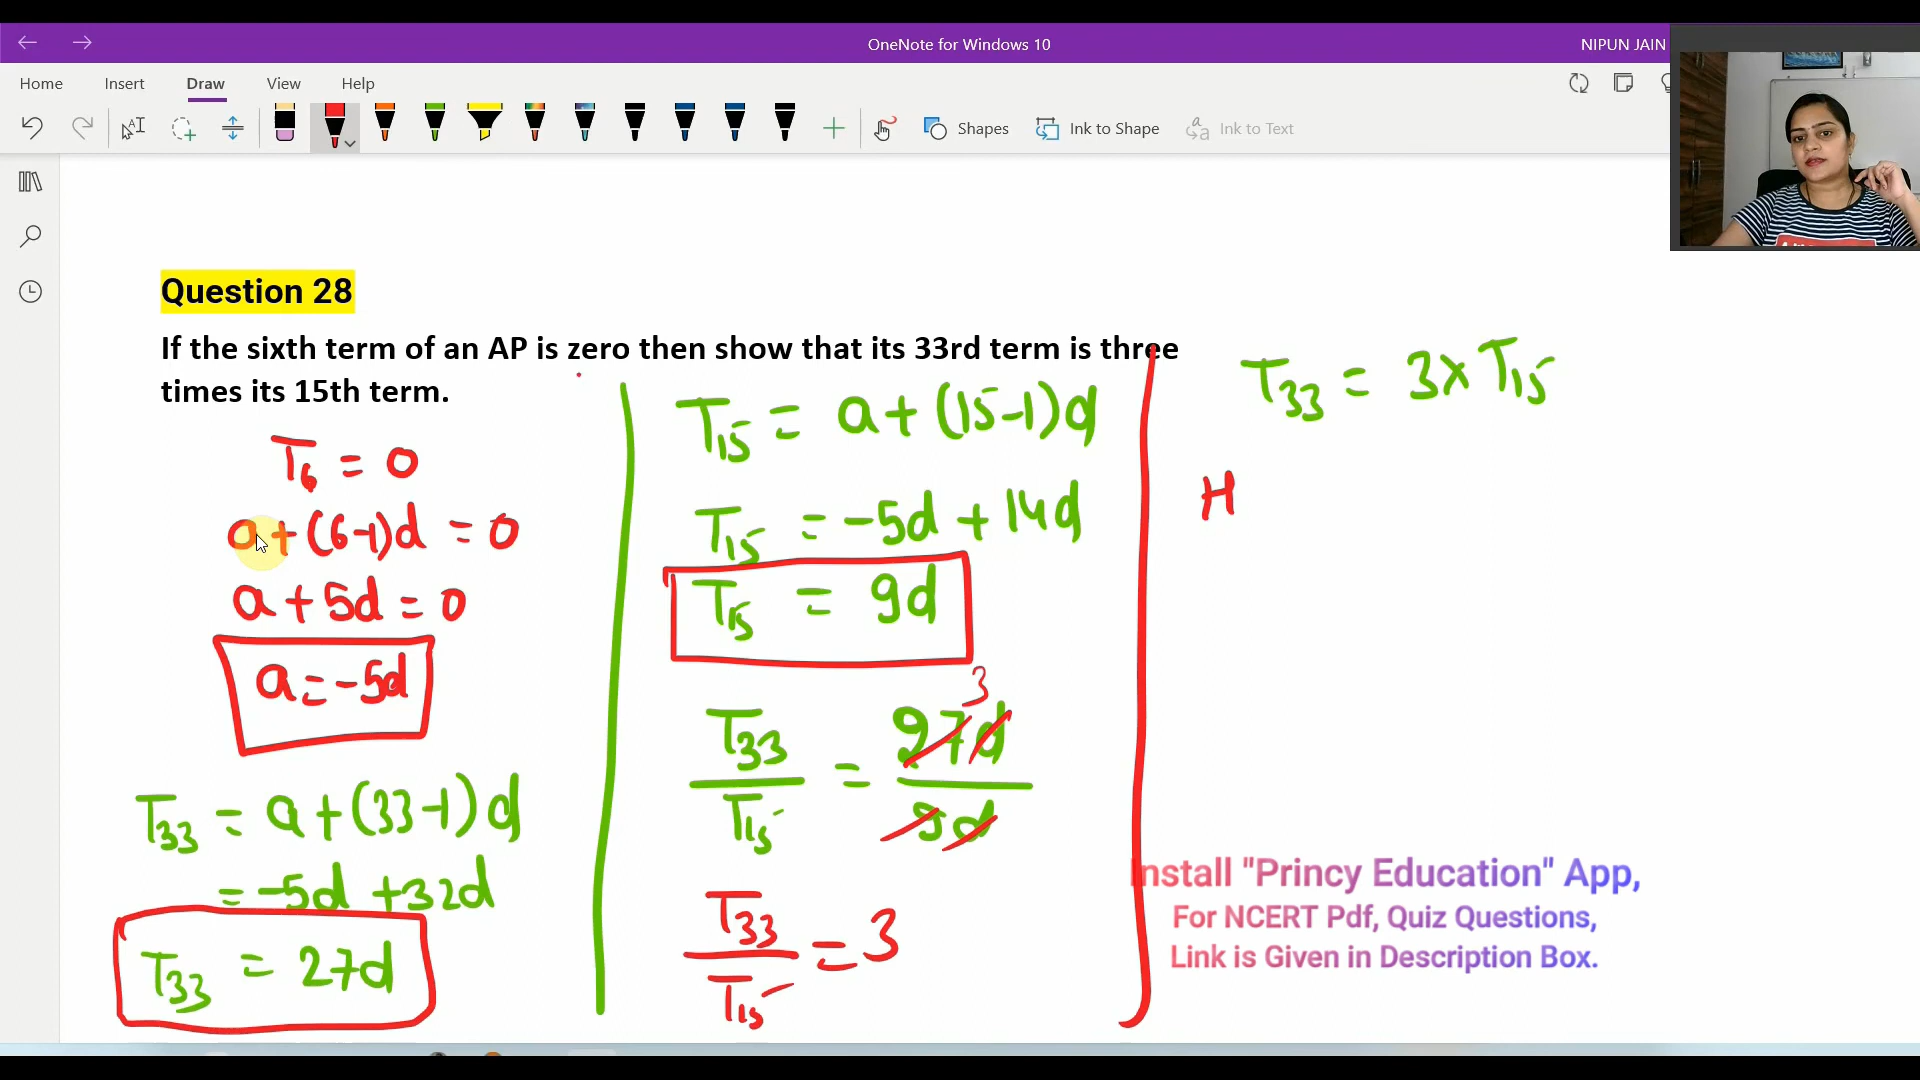 OneNote for Windows 10
NIPUN JAIN
Home Insert Draw View Help
Shapes Ink to Shape Ink to Text
Question 28
If the sixth term of an AP is zero then show that its 33rd term is three
times its 15th term.
T6 = 0
a + (6-1)d = 0
a + 5d = 0
a = -5d
T33 = a + (33-1)d
= -5d + 32d
T33 = 27d
T15 = a + (15-1)d
T15 = -5d + 14d
T15 = 9d
3
T33/T15 = 27d/9d
T33/T15 = 3
T33 = 3 x T15
H
Install "Princy Education" App,
For NCERT Pdf, Quiz Questions,
Link is Given in Description Box.